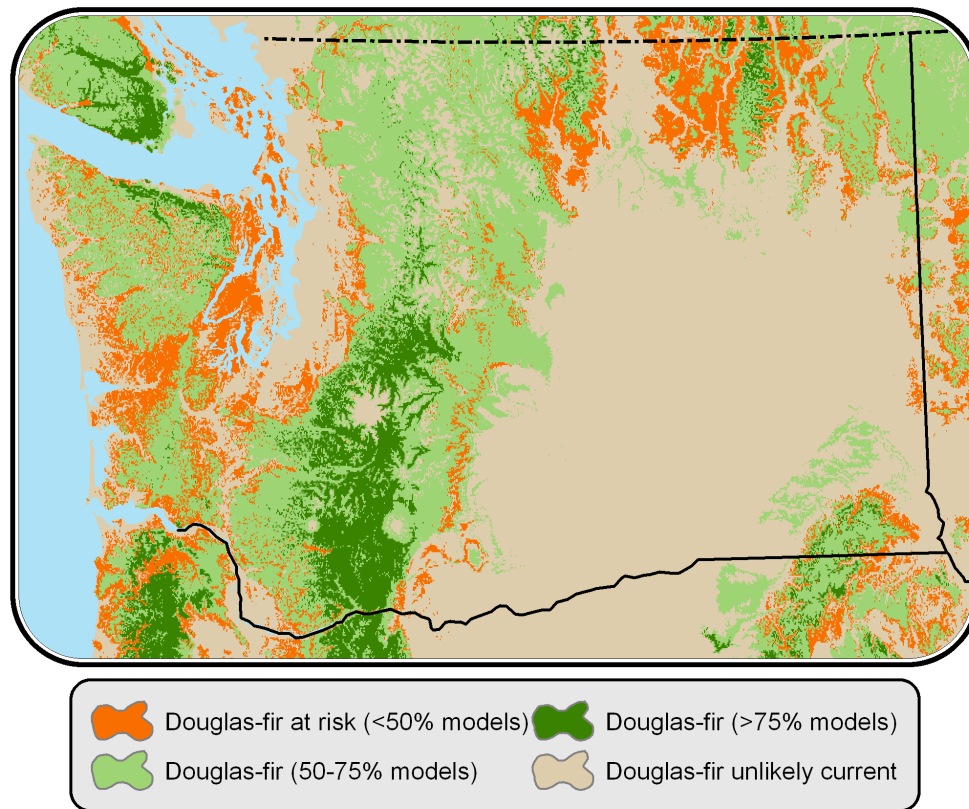 Douglas-fir at risk (<50% models)
Douglas-fir (>75% models)
Douglas-fir (50-75% models)
Douglas-fir unlikely current